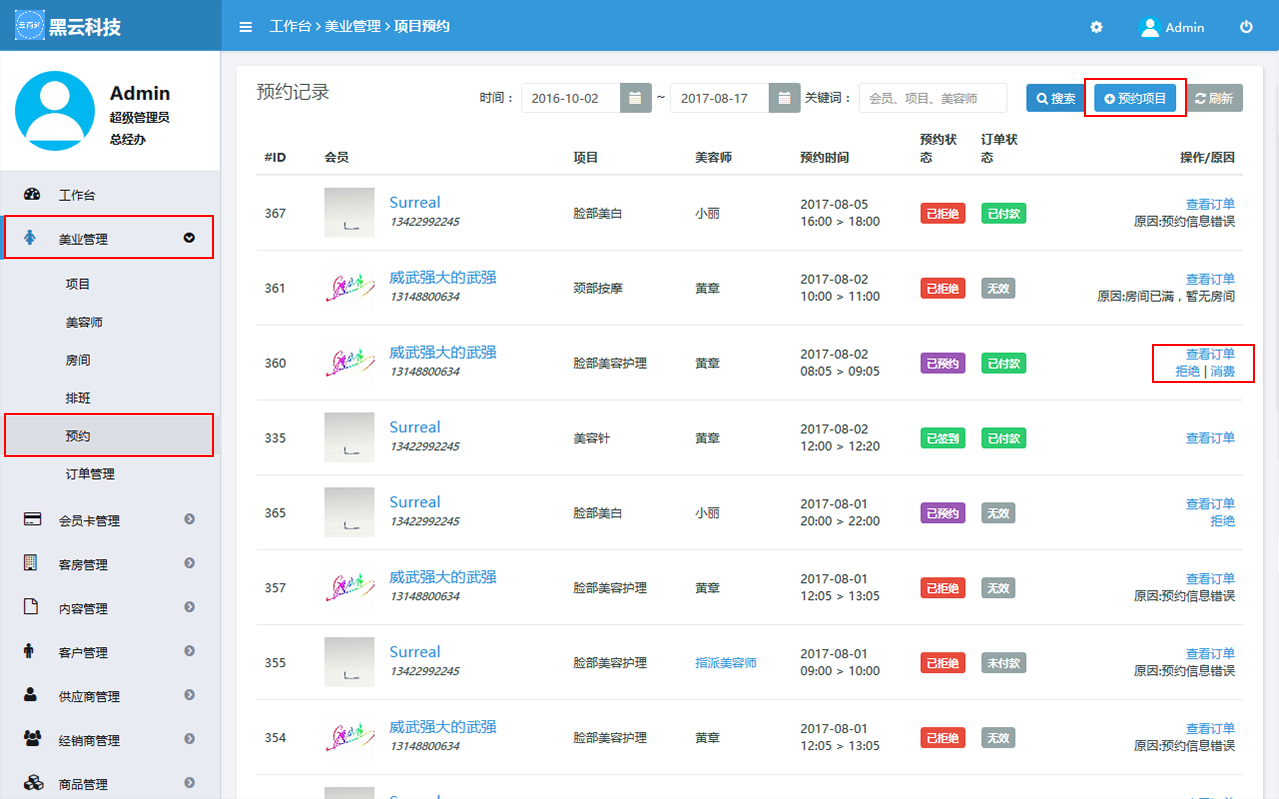 黑云科技
工作台 > 美业管理 > 项目预约
Admin
Admin
超级管理员
总经办
工作台
美业管理
项目
美容师
房间
排班
预约
订单管理
会员卡管理
客房管理
内容管理
客户管理
供应商管理
经销商管理
商品管理
预约记录
时间： 2016-10-02 ~ 2017-08-17 关键词： 会员、项目、美容师 搜索 预约项目 刷新
#ID 会员 项目 美容师 预约时间 预约状态 订单状态 操作/原因
367 Surreal 13422992245 脸部美白 小丽 2017-08-05 16:00 > 18:00 已拒绝 已付款 查看订单 原因:预约信息错误
361 威武强大的武强 13148800634 颈部按摩 黄章 2017-08-02 10:00 > 11:00 已拒绝 无效 查看订单 原因:房间已满，暂无房间
360 威武强大的武强 13148800634 脸部美容护理 黄章 2017-08-02 08:05 > 09:05 已预约 已付款 查看订单 拒绝 | 消费
335 Surreal 13422992245 美容针 黄章 2017-08-02 12:00 > 12:20 已签到 已付款 查看订单
365 Surreal 13422992245 脸部美白 小丽 2017-08-01 20:00 > 22:00 已预约 无效 查看订单 拒绝
357 威武强大的武强 13148800634 脸部美容护理 黄章 2017-08-01 12:05 > 13:05 已拒绝 无效 查看订单 原因:预约信息错误
355 Surreal 13422992245 脸部美容护理 指派美容师 2017-08-01 09:00 > 10:00 已拒绝 未付款 查看订单 原因:预约信息错误
354 威武强大的武强 13148800634 脸部美容护理 黄章 2017-08-01 12:05 > 13:05 已拒绝 无效 查看订单 原因:预约信息错误